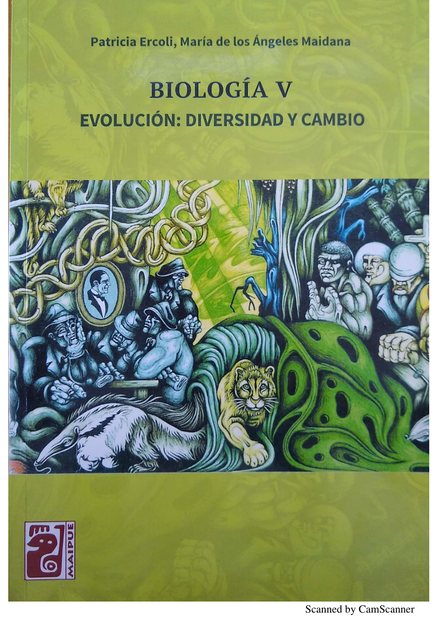 Patricia Ercoli, María de los Ángeles Maidana
BIOLOGÍA V
EVOLUCIÓN: DIVERSIDAD Y CAMBIO
MAIPUE
Scanned by CamScanner